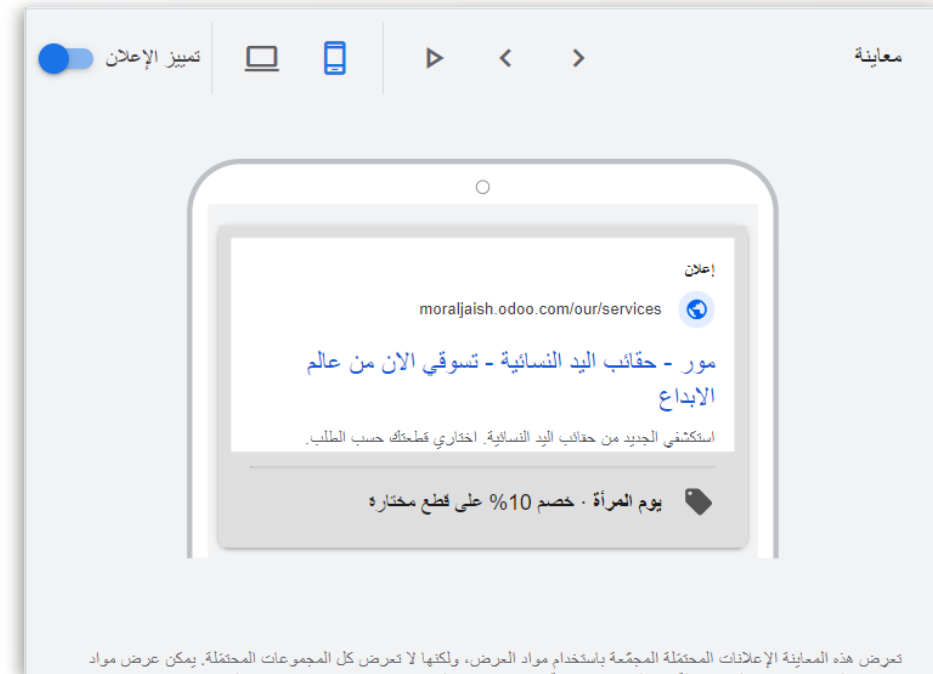 معاينة
تمييز الإعلان
إعلان
moraljaish.odoo.com/our/services
مور - حقائب اليد النسائية - تسوقي الان من عالم
الابداع
استكشفي الجديد من حقائب اليد النسائية. اختاري قطعتك حسب الطلب.
يوم المرأة · خصم 10% على قطع مختارة
تعرِض هذه المعاينة الإعلانات المحتمَلة المجمّعة باستخدام مواد العرض، ولكنها لا تعرض كل المجموعات المحتمَلة. يمكن عرض مواد